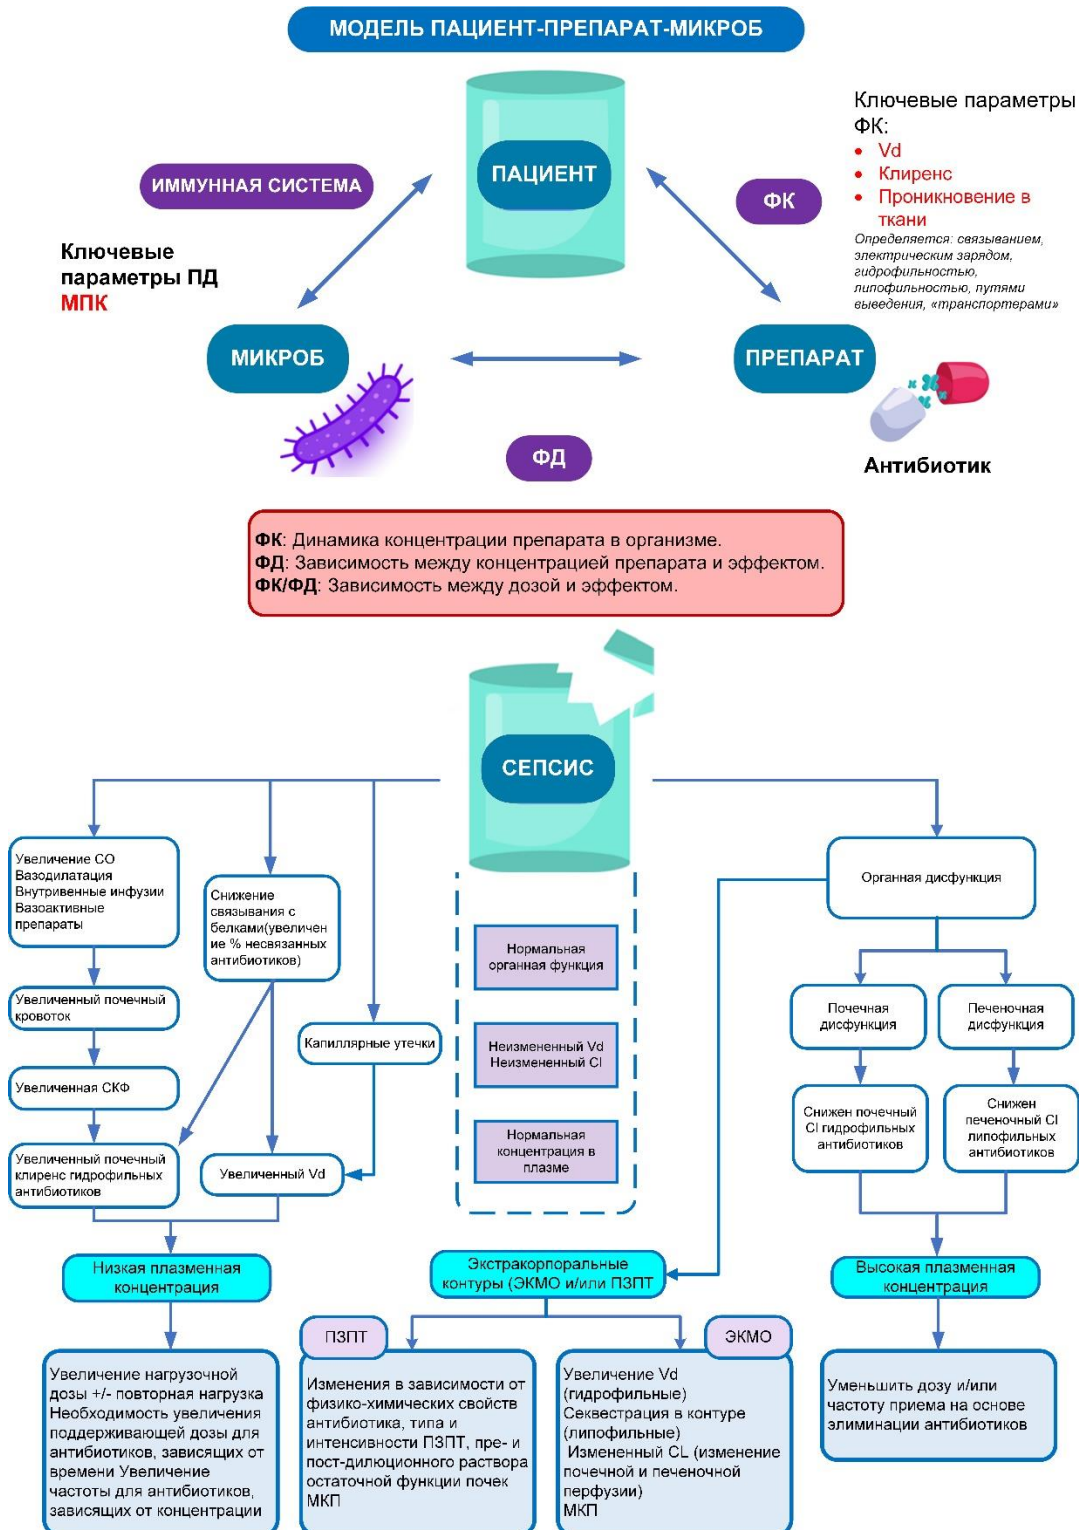 МОДЕЛЬ ПАЦИЕНТ-ПРЕПАРАТ-МИКРОБ
ПАЦИЕНТ
ИММУННАЯ СИСТЕМА
ФК
Ключевые параметры
ФК:
• Vd
• Клиренс
• Проникновение в
ткани
Определяется: связыванием,
электрическим зарядом,
гидрофильностью,
липофильностью, путями
выведения, «транспортерами»
Ключевые
параметры ПД
МПК
МИКРОБ
ПРЕПАРАТ
ФД
Антибиотик
ФК: Динамика концентрации препарата в организме.
ФД: Зависимость между концентрацией препарата и эффектом.
ФК/ФД: Зависимость между дозой и эффектом.
СЕПСИС
Увеличение СО
Вазодилатация
Внутривенные инфузии
Вазоактивные
препараты
Снижение
связывания с
белками(увеличен
ие % несвязанных
антибиотиков)
Увеличенный почечный
кровоток
Капиллярные утечки
Увеличенная СКФ
Увеличенный почечный
клиренс гидрофильных
антибиотиков
Увеличенный Vd
Нормальная
органная функция
Неизмененный Vd
Неизмененный Cl
Нормальная
концентрация в
плазме
Органная дисфункция
Почечная
дисфункция
Печеночная
дисфункция
Снижен почечный
Cl гидрофильных
антибиотиков
Снижен
печеночный Cl
липофильных
антибиотиков
Низкая плазменная
концентрация
Экстракорпоральные
контуры (ЭКМО и/или ПЗПТ
Высокая плазменная
концентрация
Увеличение нагрузочной
дозы +/- повторная нагрузка
Необходимость увеличения
поддерживающей дозы для
антибиотиков, зависящих от
времени Увеличение
частоты для антибиотиков,
зависящих от концентрации
ПЗПТ
Изменения в зависимости от
физико-химических свойств
антибиотика, типа и
интенсивности ПЗПТ, пре- и
пост-дилюционного раствора
остаточной функции почек
МКП
ЭКМО
Увеличение Vd
(гидрофильные)
Секвестрация в контуре
(липофильные)
Измененный CL (изменение
почечной и печеночной
перфузии)
МКП
Уменьшить дозу и/или
частоту приема на основе
элиминации антибиотиков